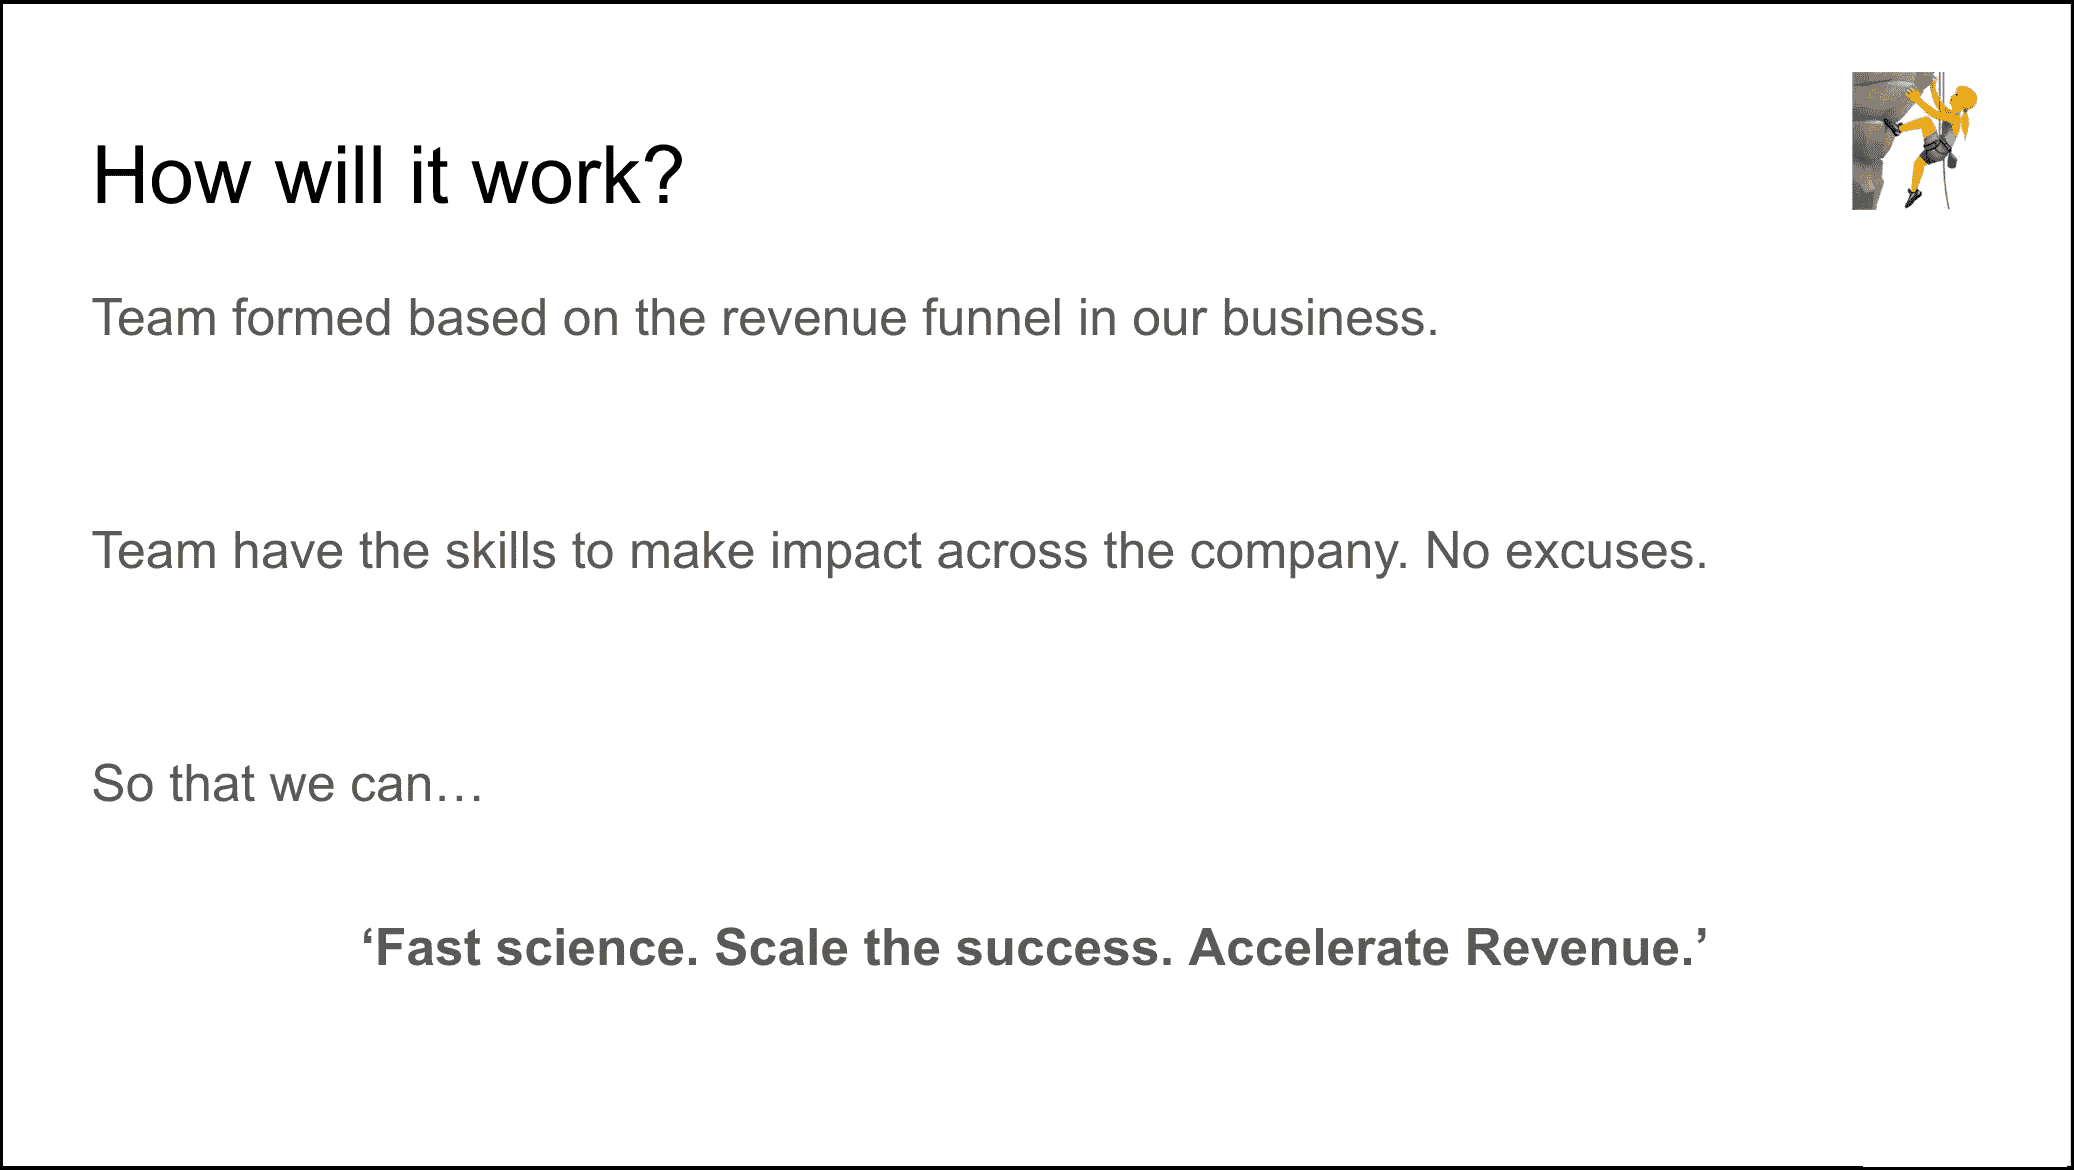 How will it work?
Team formed based on the revenue funnel in our business.
Team have the skills to make impact across the company. No excuses.
So that we can…
‘Fast science. Scale the success. Accelerate Revenue.’